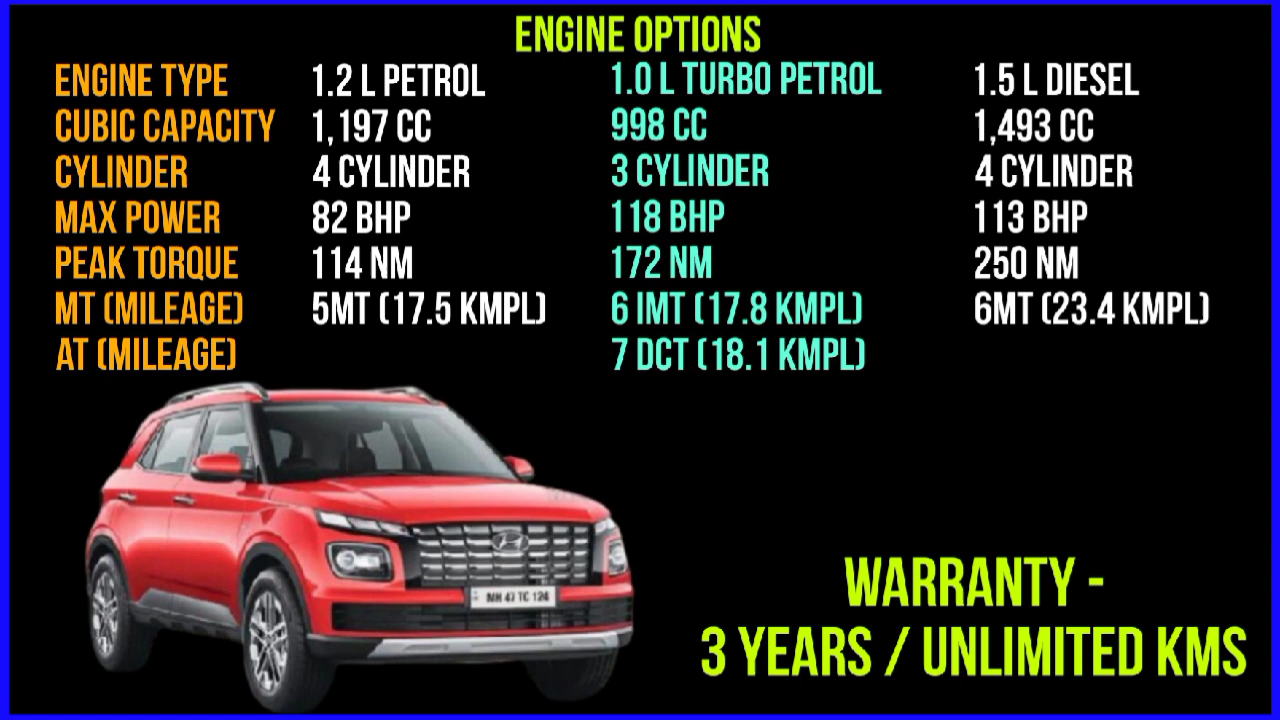 ENGINE OPTIONS
ENGINE TYPE 1.2 L PETROL 1.0 L TURBO PETROL 1.5 L DIESEL
CUBIC CAPACITY 1,197 CC 998 CC 1,493 CC
CYLINDER 4 CYLINDER 3 CYLINDER 4 CYLINDER
MAX POWER 82 BHP 118 BHP 113 BHP
PEAK TORQUE 114 NM 172 NM 250 NM
MT (MILEAGE) 5MT (17.5 KMPL) 6 IMT (17.8 KMPL) 6MT (23.4 KMPL)
AT (MILEAGE) 7 DCT (18.1 KMPL)
MH 47 TC 124
WARRANTY -
3 YEARS / UNLIMITED KMS